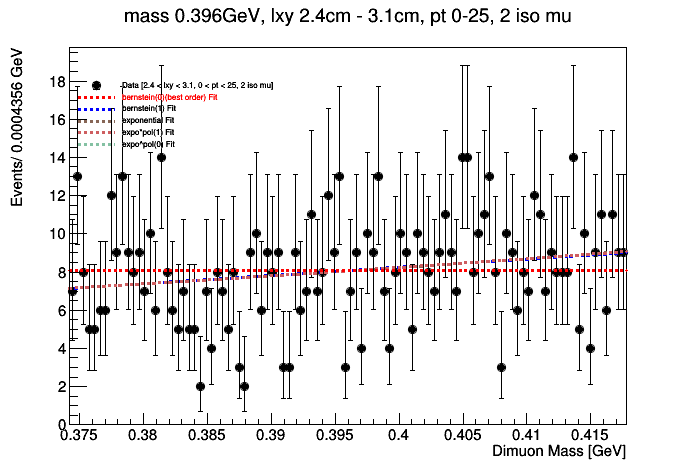 mass 0.396GeV, lxy 2.4cm - 3.1cm, pt 0-25, 2 iso mu
Events/ 0.0004356 GeV
18
16
14
12
10
8
6
4
2
0
Data [2.4 < lxy < 3.1, 0 < pt < 25, 2 iso mu]
bernstein(0)(best order) Fit
bernstein(1) Fit
exponential Fit
expo*pol(1) Fit
expo*pol(0) Fit
0.375 0.38 0.385 0.39 0.395 0.4 0.405 0.41 0.415
Dimuon Mass [GeV]